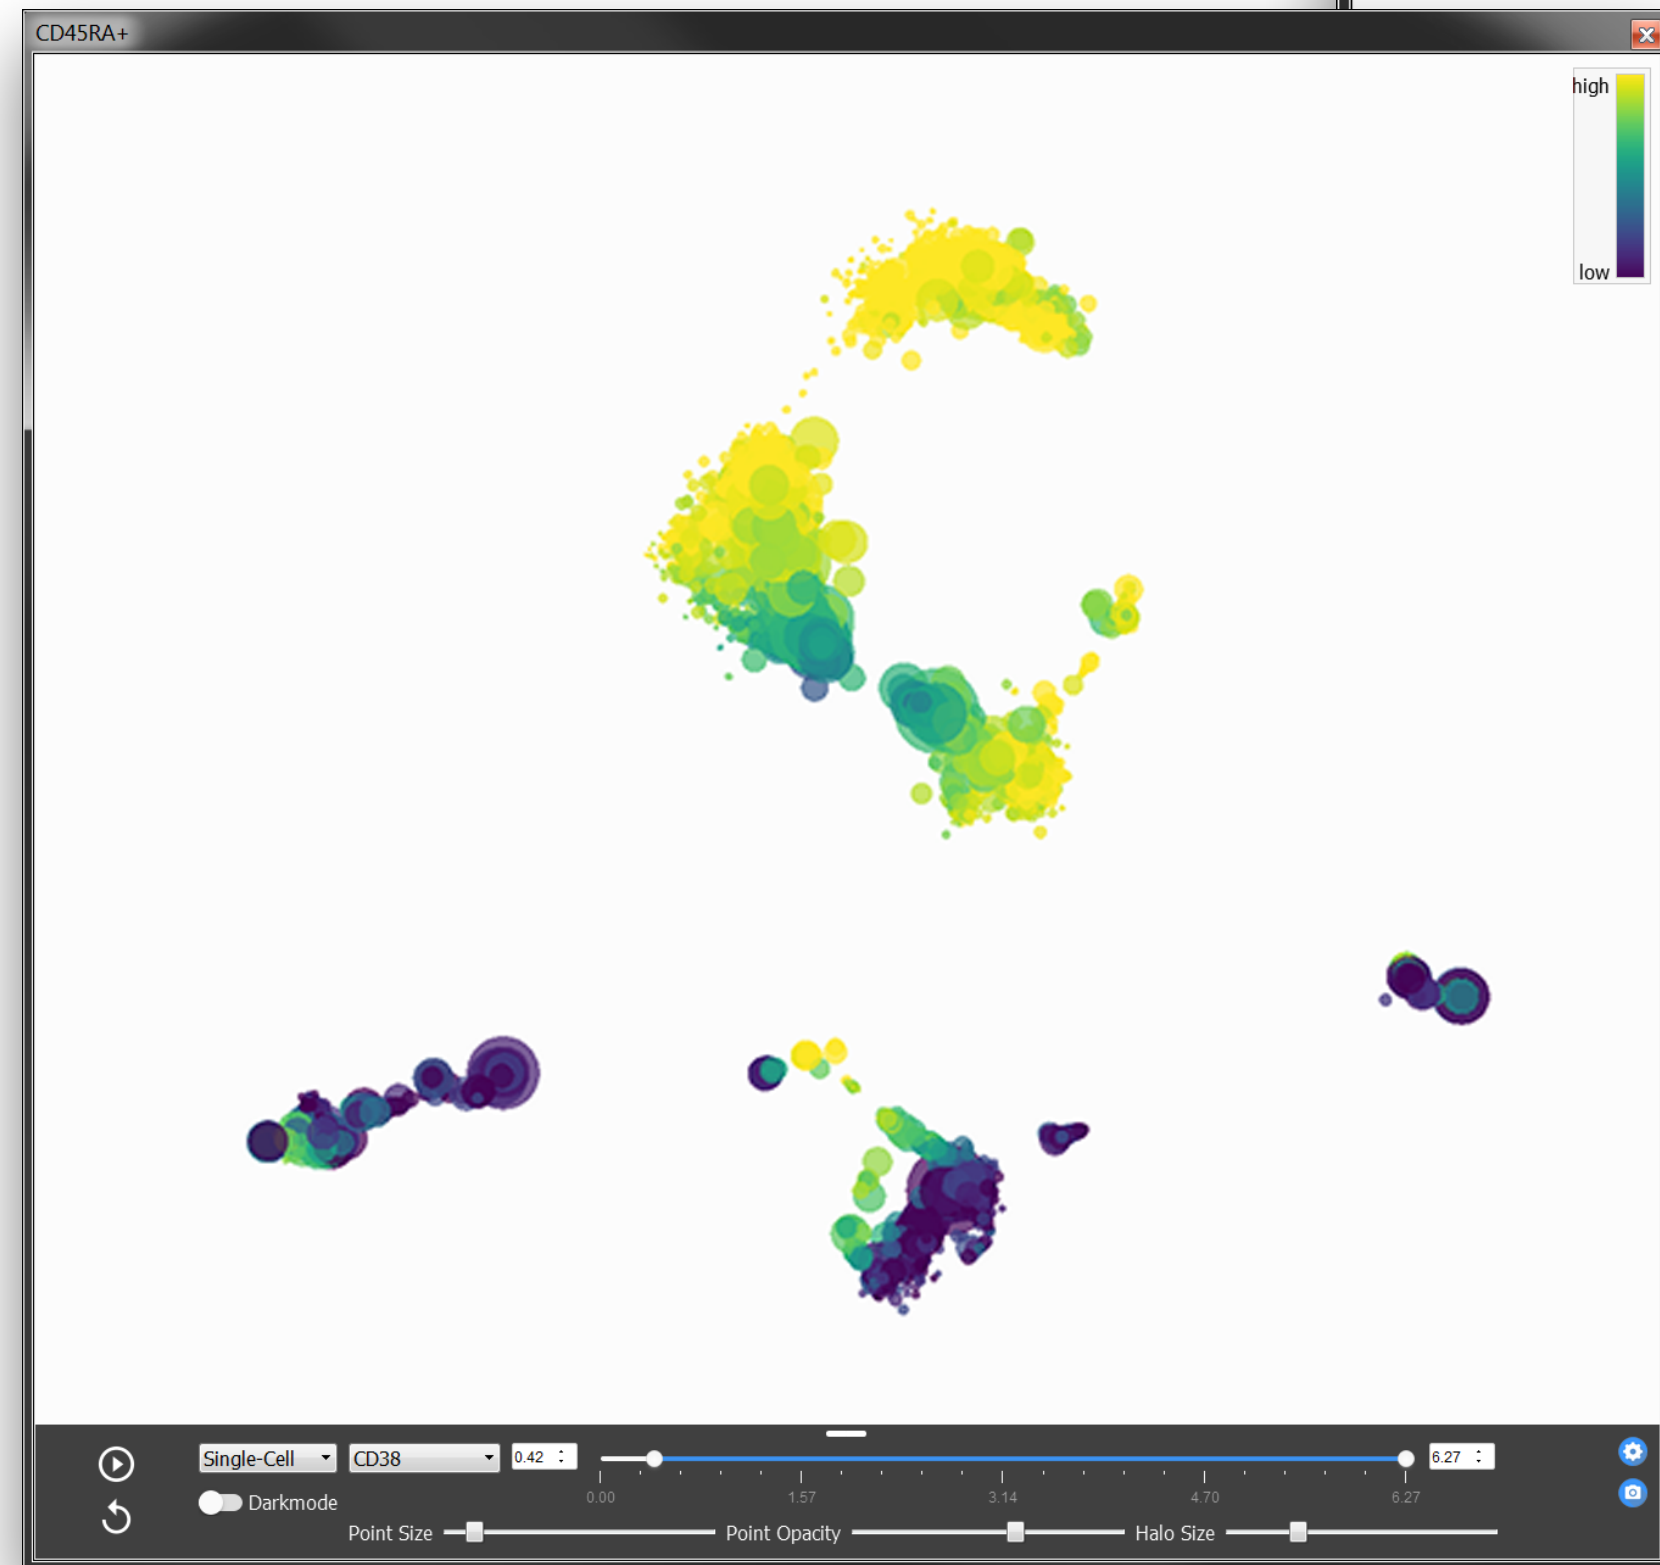 CD45RA+
high
low
Single-Cell
CD38
0.42
6.27
0.00
1.57
3.14
4.70
6.27
Darkmode
Point Size
Point Opacity
Halo Size